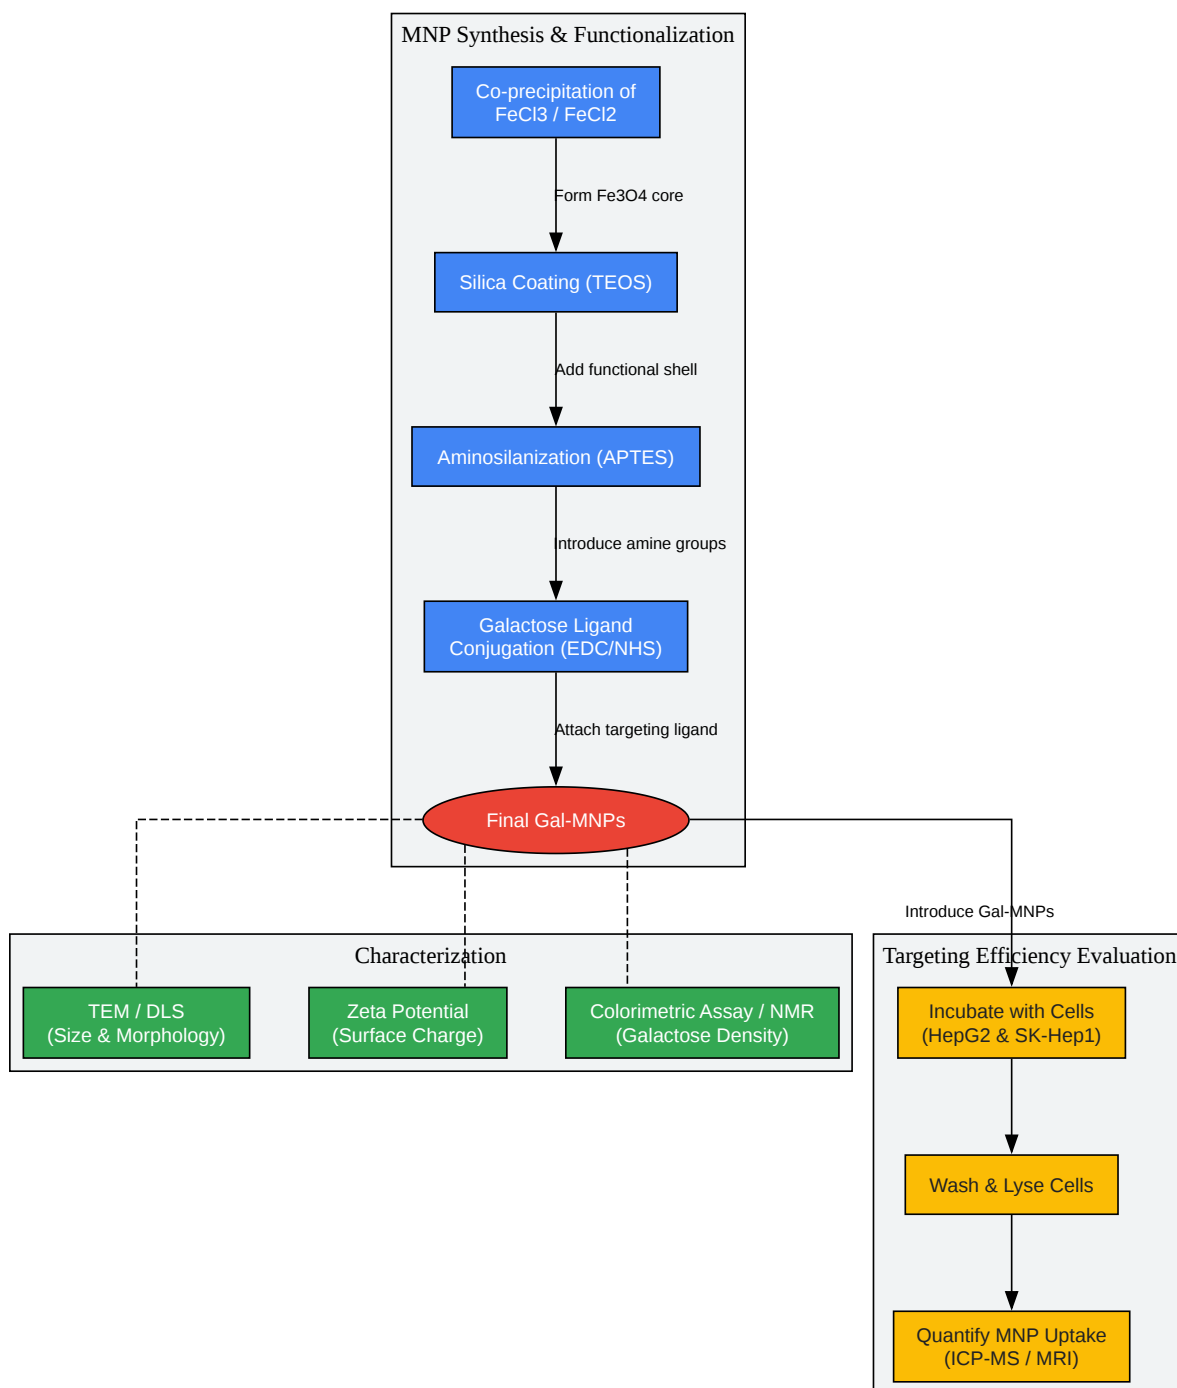 MNP Synthesis & Functionalization
Co-precipitation of
FeCl3 / FeCl2
Form Fe3O4 core
Silica Coating (TEOS)
Add functional shell
Aminosilanization (APTES)
Introduce amine groups
Galactose Ligand
Conjugation (EDC/NHS)
Attach targeting ligand
Final Gal-MNPs
Characterization
TEM / DLS
(Size & Morphology)
Zeta Potential
(Surface Charge)
Colorimetric Assay / NMR
(Galactose Density)
Introduce Gal-MNPs
Targeting Efficiency Evaluation
Incubate with Cells
(HepG2 & SK-Hep1)
Wash & Lyse Cells
Quantify MNP Uptake
(ICP-MS / MRI)